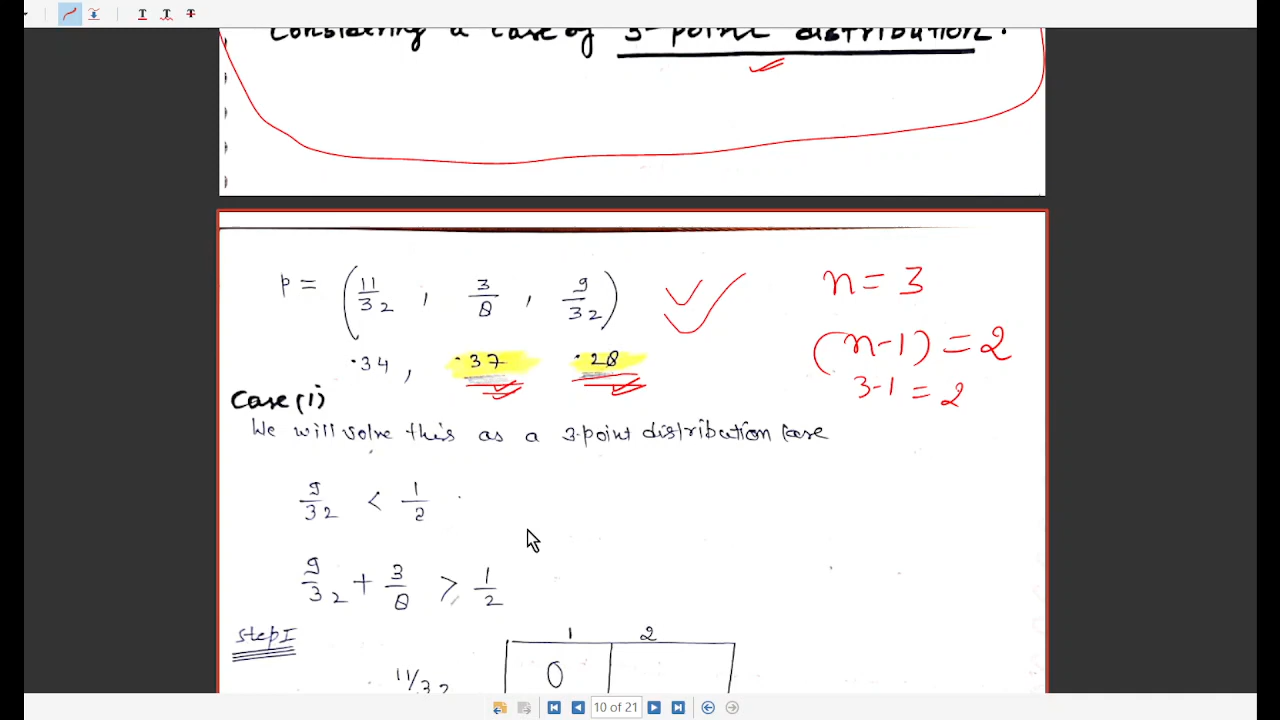 Considering a case of 3-point distribution.
p = (11/32, 3/8, 9/32)
n = 3
(n-1) = 2
3-1 = 2
.34, .37 .28
Case (i)
We will solve this as a 3-point distribution case
9/32 < 1/2
9/32 + 3/8 ≥ 1/2
Step I
1 2
11/32 0
10 of 21